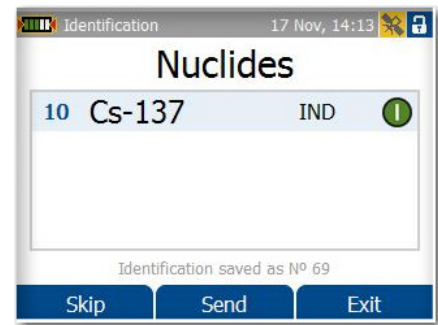 Identification 17 Nov, 14:13
Nuclides
10 Cs-137 IND I
Identification saved as Nº 69
Skip Send Exit